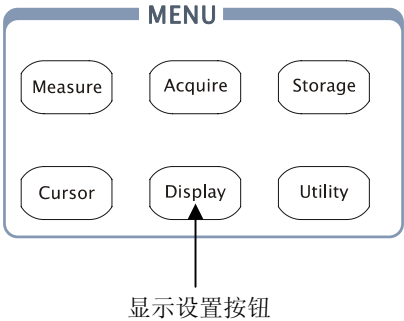 MENU
Measure Acquire Storage
Cursor Display Utility
显示设置按钮